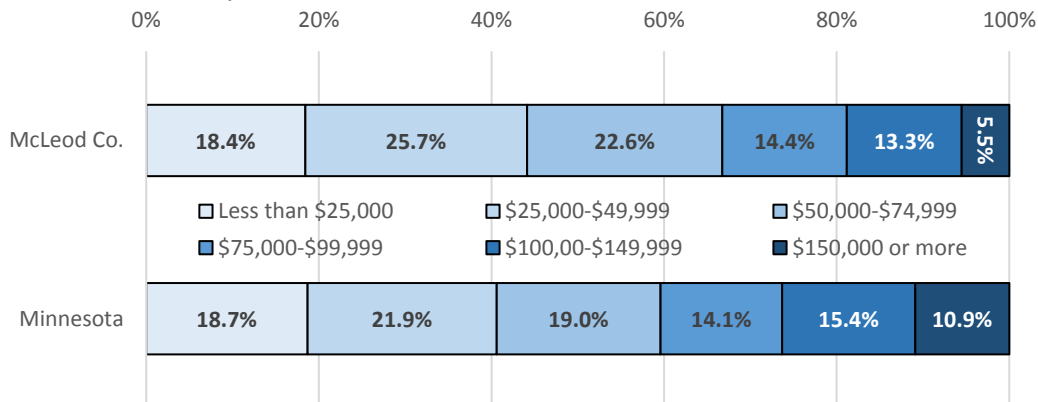 0% 20% 40% 60% 80% 100%
McLeod Co. 18.4% 25.7% 22.6% 14.4% 13.3% 5.5%
Less than $25,000 $25,000-$49,999 $50,000-$74,999
$75,000-$99,999 $100,00-$149,999 $150,000 or more
Minnesota 18.7% 21.9% 19.0% 14.1% 15.4% 10.9%